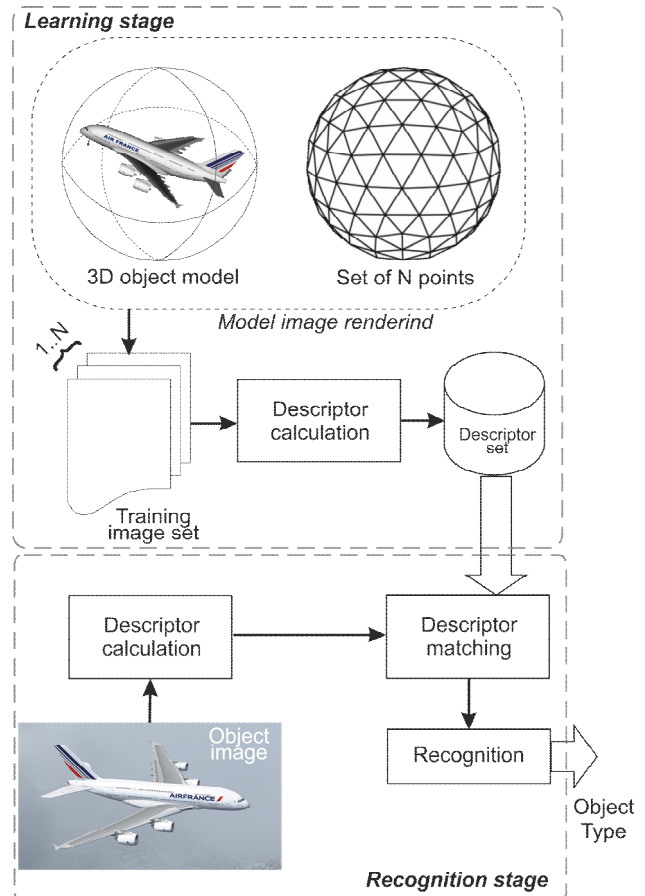 Learning stage
AIR FRANCE
3D object model
Set of N points
Model image renderind
1..N
Descriptor
calculation
Descriptor
set
Training
image set
Descriptor
calculation
Descriptor
matching
Object
image
AIRFRANCE
Recognition
Object
Type
Recognition stage